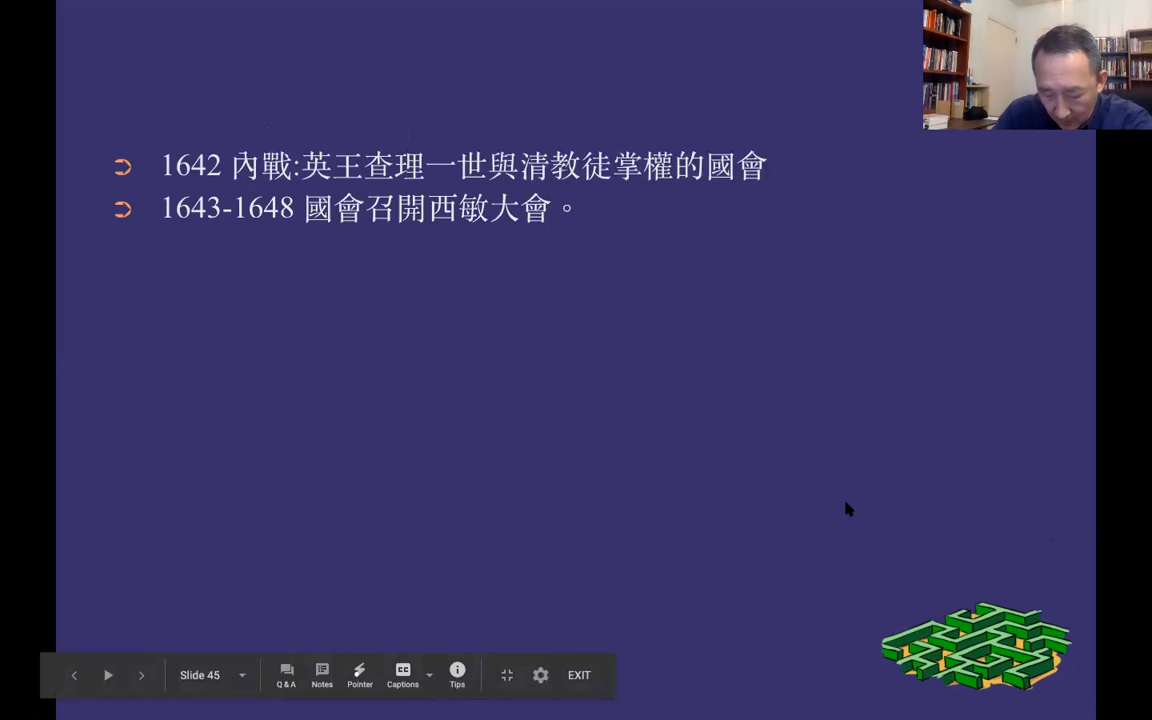 1642 內戰:英王查理一世與清教徒掌權的國會
1643-1648 國會召開西敏大會。
Slide 45
Q & A
Notes
Pointer
Captions
Tips
EXIT